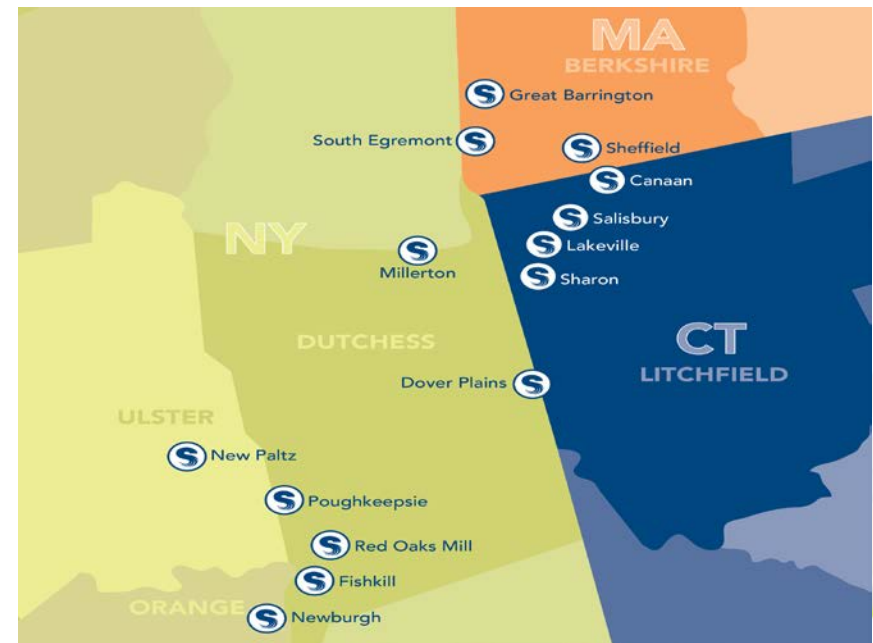 MA
BERKSHIRE
Great Barrington
South Egremont
Sheffield
Canaan
Salisbury
NY
Lakeville
Millerton
Sharon
DUTCHESS
CT
LITCHFIELD
Dover Plains
ULSTER
New Paltz
Poughkeepsie
Red Oaks Mill
Fishkill
ORANGE
Newburgh